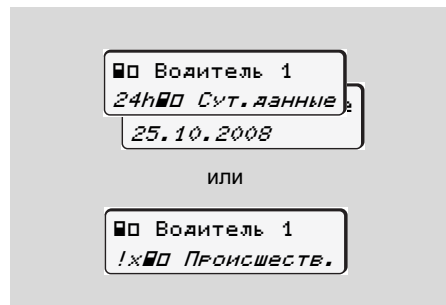 Водитель 1
24h Сут.данные
25.10.2008
или
Водитель 1
!x Происшеств.